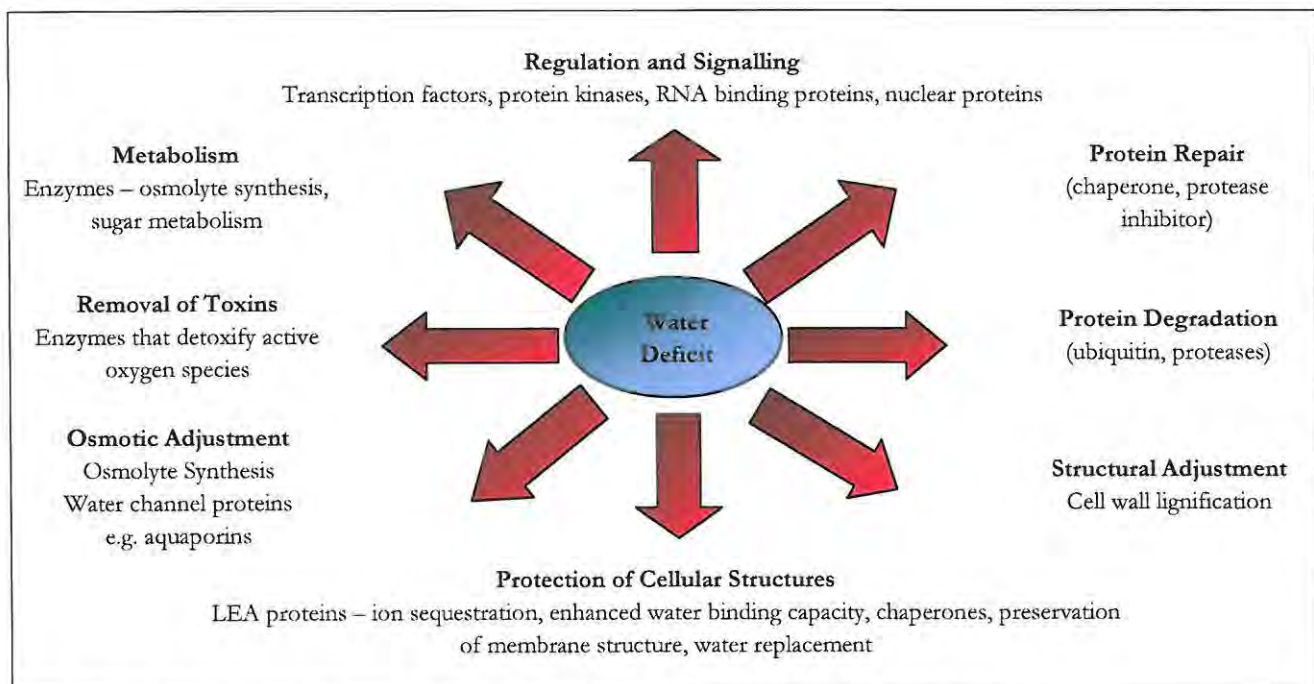 Regulation and Signalling
Transcription factors, protein kinases, RNA binding proteins, nuclear proteins
Metabolism
Enzymes – osmolyte synthesis,
sugar metabolism
Protein Repair
(chaperone, protease
inhibitor)
Removal of Toxins
Enzymes that detoxify active
oxygen species
Water
Deficit
Protein Degradation
(ubiquitin, proteases)
Osmotic Adjustment
Osmolyte Synthesis
Water channel proteins
e.g. aquaporins
Structural Adjustment
Cell wall lignification
Protection of Cellular Structures
LEA proteins – ion sequestration, enhanced water binding capacity, chaperones, preservation
of membrane structure, water replacement